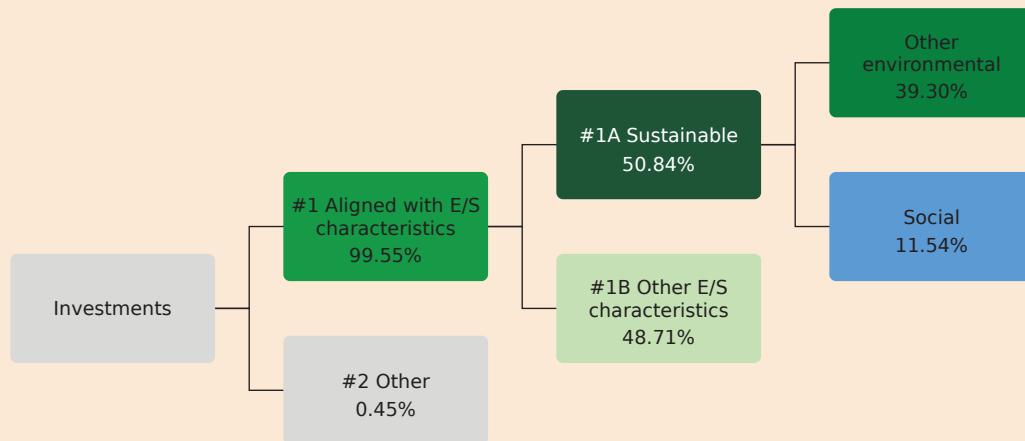 Investments
#1 Aligned with E/S
characteristics
99.55%
#2 Other
0.45%
#1A Sustainable
50.84%
#1B Other E/S
characteristics
48.71%
Other
environmental
39.30%
Social
11.54%